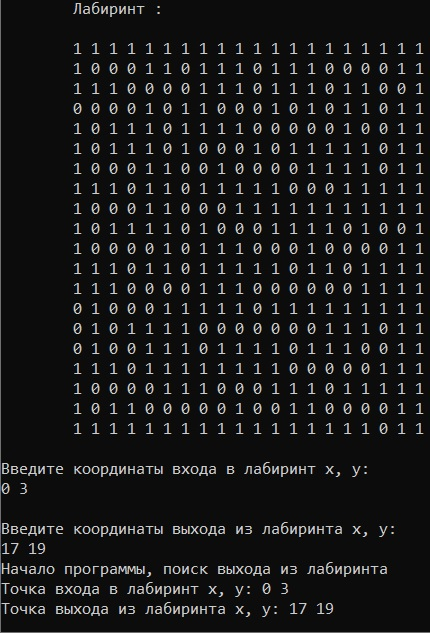 Лабиринт :
1 1 1 1 1 1 1 1 1 1 1 1 1 1 1 1 1 1 1 1
1 0 0 0 1 1 0 1 1 1 0 1 1 1 0 0 0 0 1 1
1 1 1 0 0 0 0 1 1 1 0 1 1 1 0 1 1 0 0 1
0 0 0 0 1 0 1 1 0 0 0 1 0 1 0 1 1 0 1 1
1 0 1 1 1 0 1 1 1 1 0 0 0 0 0 1 0 0 1 1
1 0 1 1 1 0 1 0 0 0 1 0 1 1 1 1 1 0 1 1
1 0 0 0 1 1 0 0 1 0 0 0 0 1 1 1 1 0 1 1
1 1 1 0 1 1 0 1 1 1 1 1 0 0 0 1 1 1 1 1
1 0 0 0 1 1 0 0 0 1 1 1 1 1 1 1 1 1 1 1
1 0 1 1 1 1 0 1 0 0 0 1 1 1 1 0 1 0 0 1
1 0 0 0 0 1 0 1 1 1 0 0 0 1 0 0 0 0 1 1
1 1 1 0 1 1 0 1 1 1 1 1 0 1 1 0 1 1 1 1
1 1 1 0 0 0 0 1 1 1 0 0 0 0 0 0 1 1 1 1
0 1 0 0 0 1 1 1 1 1 0 1 1 1 1 1 1 1 1 1
0 1 0 1 1 1 1 0 0 0 0 0 0 0 1 1 1 0 1 1
0 1 0 0 1 1 1 0 1 1 1 1 0 1 1 1 0 0 1 1
1 1 1 0 1 1 1 1 1 1 1 1 0 0 0 0 0 1 1 1
1 0 0 0 0 1 1 1 0 0 0 1 1 1 0 1 1 1 1 1
1 0 1 1 0 0 0 0 0 1 0 0 1 1 0 0 0 0 1 1
1 1 1 1 1 1 1 1 1 1 1 1 1 1 1 1 1 0 1 1
Введите координаты входа в лабиринт x, y:
0 3
Введите координаты выхода из лабиринта x, y:
17 19
Начало программы, поиск выхода из лабиринта
Точка входа в лабиринт x, y: 0 3
Точка выхода из лабиринта x, y: 17 19